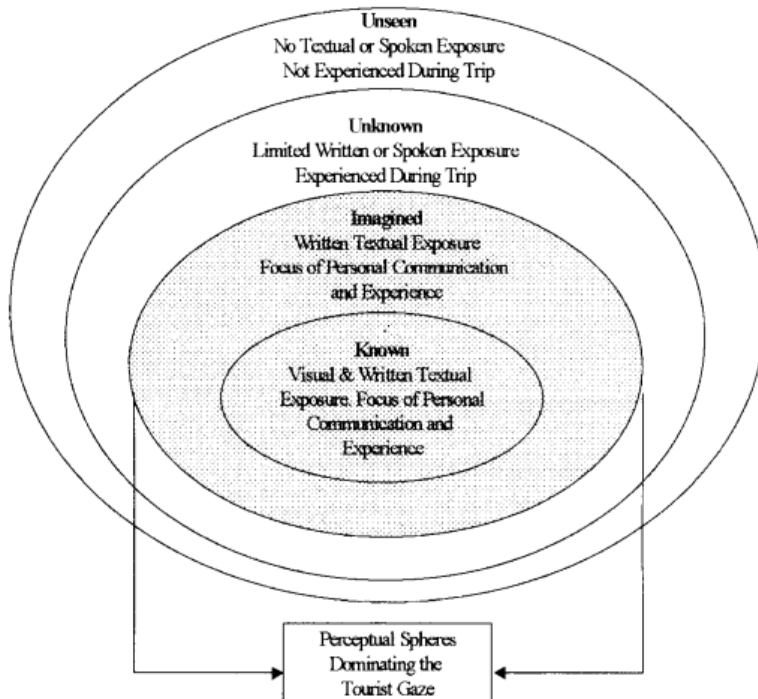 Unseen
No Textual or Spoken Exposure
Not Experienced During Trip
Unknown
Limited Written or Spoken Exposure
Experienced During Trip
Imagined
Written Textual Exposure
Focus of Personal Communication
and Experience
Known
Visual & Written Textual
Exposure. Focus of Personal
Communication and
Experience
Perceptual Spheres
Dominating the
Tourist Gaze